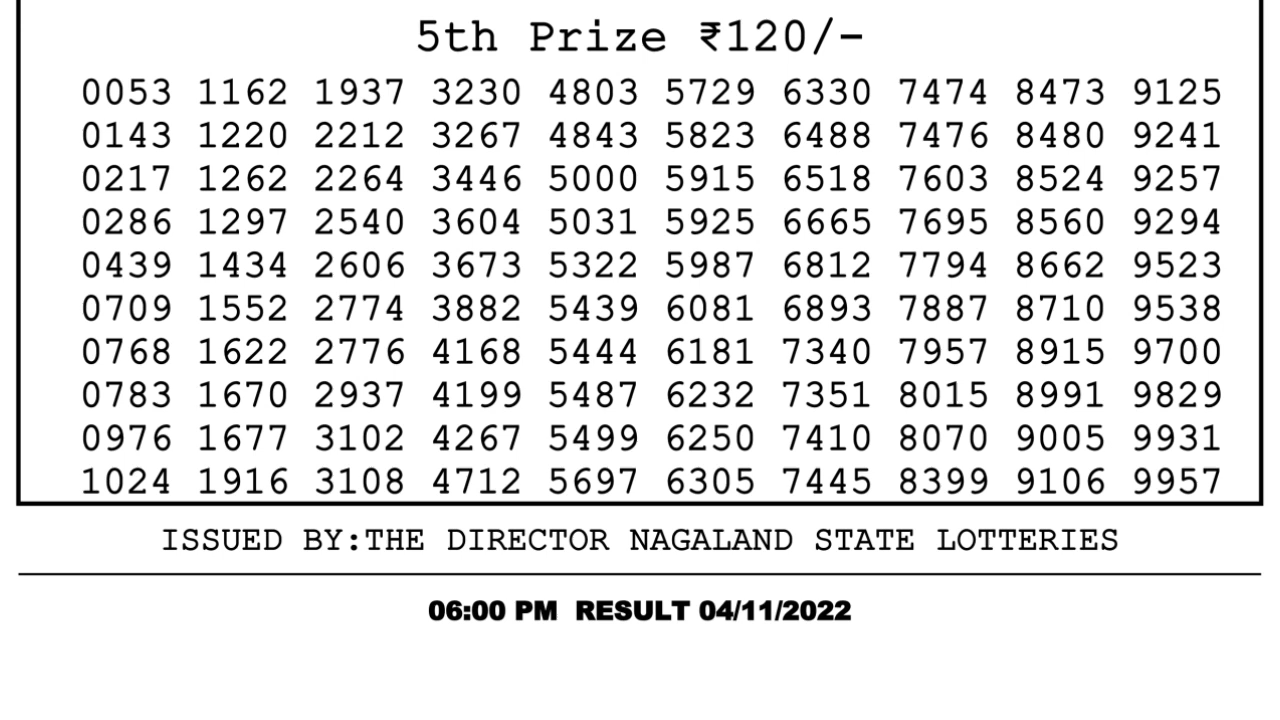 5th Prize ₹120/-
0053 1162 1937 3230 4803 5729 6330 7474 8473 9125
0143 1220 2212 3267 4843 5823 6488 7476 8480 9241
0217 1262 2264 3446 5000 5915 6518 7603 8524 9257
0286 1297 2540 3604 5031 5925 6665 7695 8560 9294
0439 1434 2606 3673 5322 5987 6812 7794 8662 9523
0709 1552 2774 3882 5439 6081 6893 7887 8710 9538
0768 1622 2776 4168 5444 6181 7340 7957 8915 9700
0783 1670 2937 4199 5487 6232 7351 8015 8991 9829
0976 1677 3102 4267 5499 6250 7410 8070 9005 9931
1024 1916 3108 4712 5697 6305 7445 8399 9106 9957
ISSUED BY:THE DIRECTOR NAGALAND STATE LOTTERIES
06:00 PM RESULT 04/11/2022